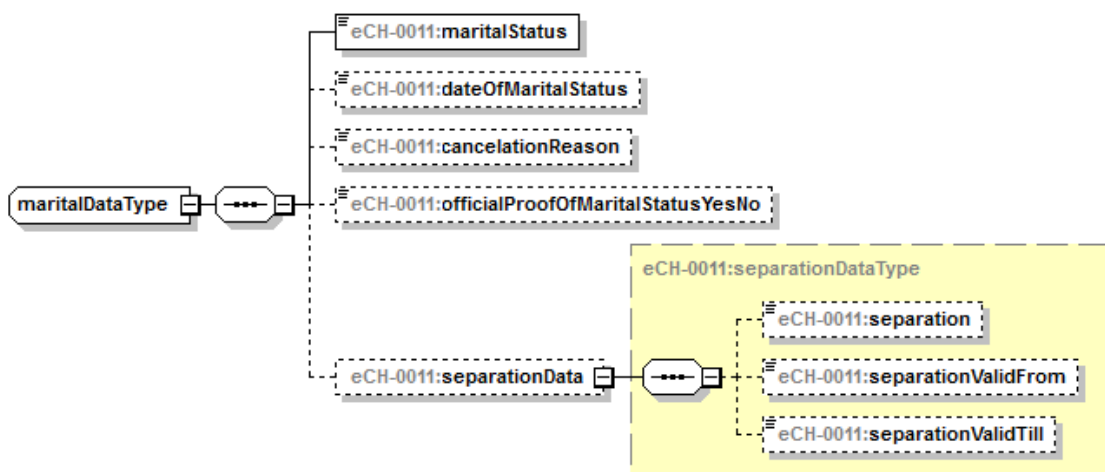 eCH-0011:maritalStatus
eCH-0011:dateOfMaritalStatus
eCH-0011:cancelationReason
maritalDataType
eCH-0011:officialProofOfMaritalStatusYesNo
eCH-0011:separationDataType
eCH-0011:separation
eCH-0011:separationData
eCH-0011:separationValidFrom
eCH-0011:separationValidTill